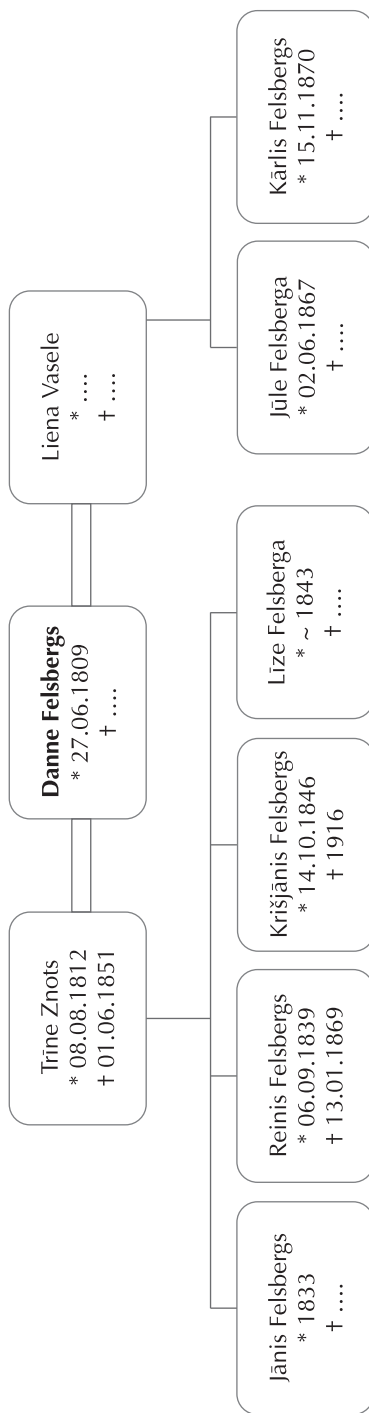 Trīne Znots
* 08.08.1812
† 01.06.1851
Danne Felsbergs
* 27.06.1809
† ....
Liena Vasele
* ....
† ....
Jānis Felsbergs
* 1833
† ....
Reinis Felsbergs
* 06.09.1839
† 13.01.1869
Krišjānis Felsbergs
* 14.10.1846
† 1916
Līze Felsberga
* ~ 1843
† ....
Jūle Felsberga
* 02.06.1867
† ....
Kārlis Felsbergs
* 15.11.1870
† ....